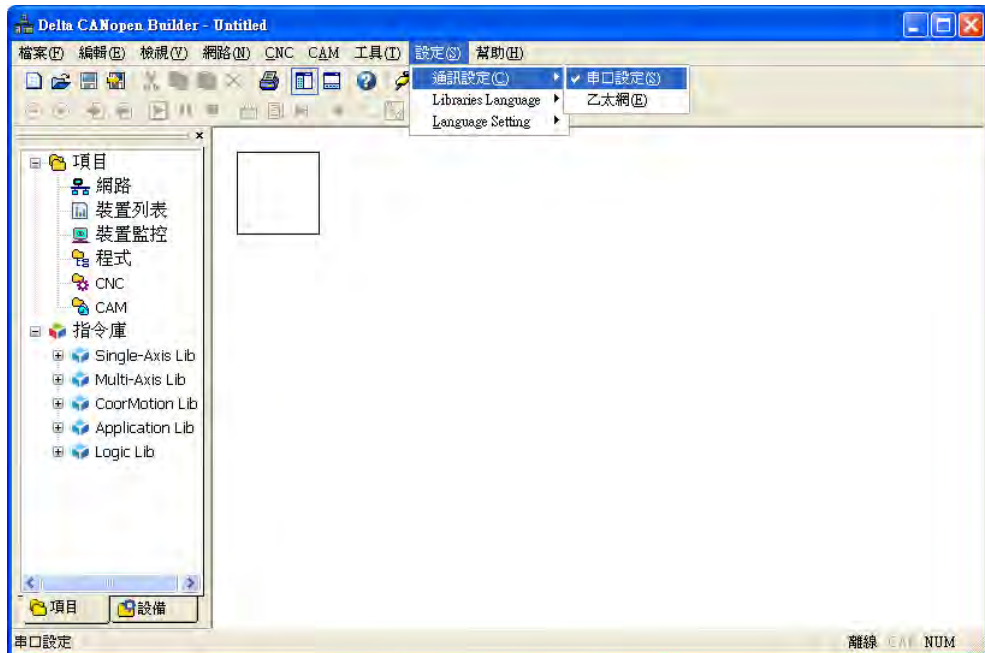 Delta CANopen Builder - Untitled
檔案(F) 編輯(E) 檢視(V) 網路(N) CNC CAM 工具(T) 設定(S) 幫助(H)
通訊設定(C) 串口設定(S)
Libraries Language 乙太網(E)
Language Setting
項目
網路
裝置列表
裝置監控
程式
CNC
CAM
指令庫
Single-Axis Lib
Multi-Axis Lib
CoorMotion Lib
Application Lib
Logic Lib
項目 設備
串口設定 離線 CAP NUM